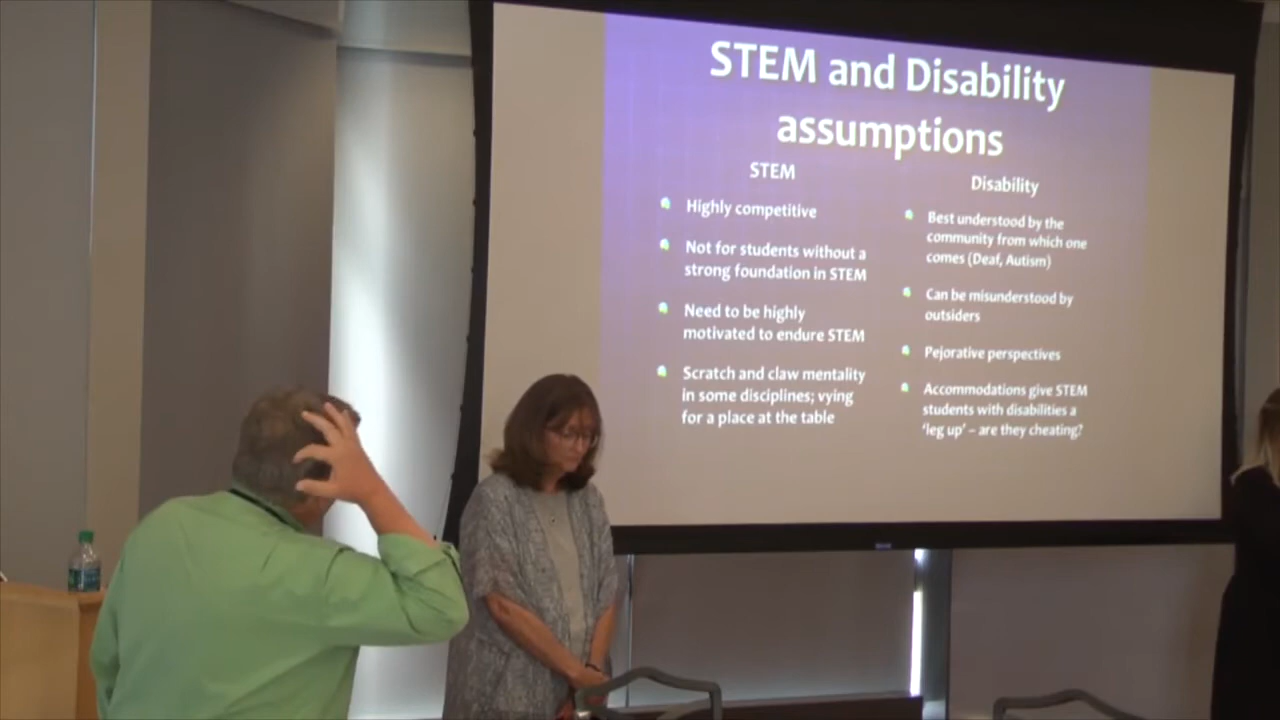 STEM and Disability
assumptions
STEM
Highly competitive
Not for students without a
strong foundation in STEM
Need to be highly
motivated to endure STEM
Scratch and claw mentality
in some disciplines; vying
for a place at the table
Disability
Best understood by the
community from which one
comes (Deaf, Autism)
Can be misunderstood by
outsiders
Pejorative perspectives
Accommodations give STEM
students with disabilities a
‘leg up’ – are they cheating?